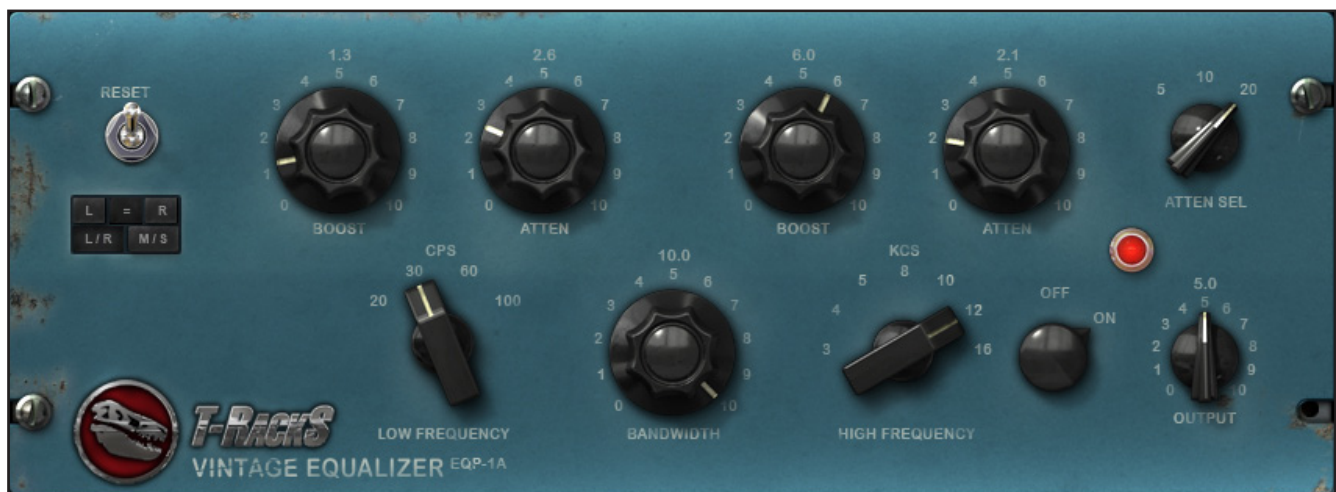 RESET
L = R
L/R M/S
1.3
0 1 2 3 4 5 6 7 8 9 10
BOOST
2.6
0 1 2 3 4 5 6 7 8 9 10
ATTEN
6.0
0 1 2 3 4 5 6 7 8 9 10
BOOST
2.1
0 1 2 3 4 5 6 7 8 9 10
ATTEN
5 10 20
ATTEN SEL
CPS
20 30 60 100
LOW FREQUENCY
10.0
0 1 2 3 4 5 6 7 8 9 10
BANDWIDTH
KCS
3 4 5 8 10 12 16
HIGH FREQUENCY
OFF
ON
5.0
0 1 2 3 4 5 6 7 8 9 10
OUTPUT
T-RackS
VINTAGE EQUALIZER EQP-1A